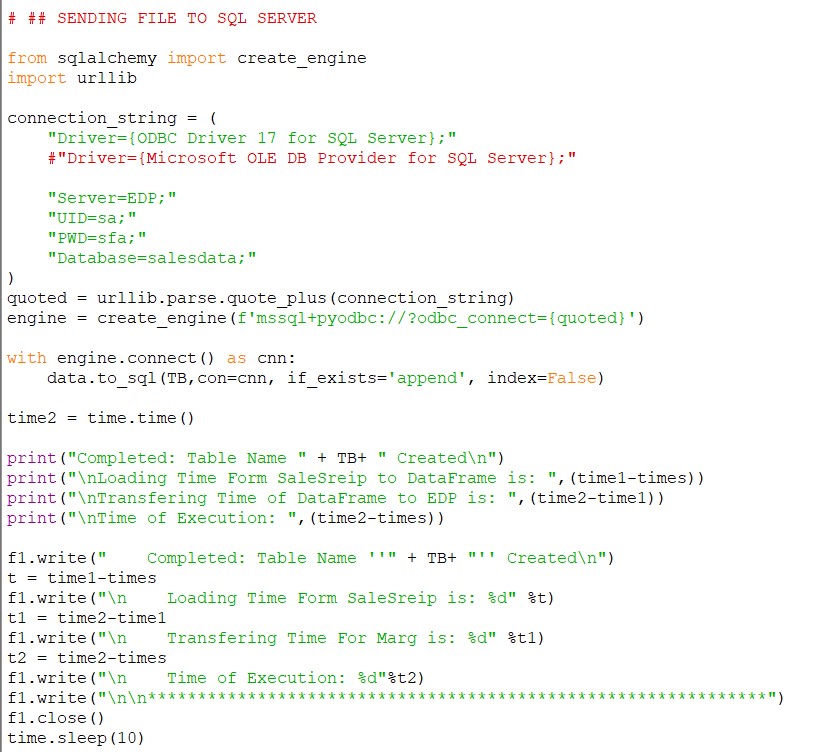 # ## SENDING FILE TO SQL SERVER
from sqlalchemy import create_engine
import urllib
connection_string = (
"Driver={ODBC Driver 17 for SQL Server};"
#"Driver={Microsoft OLE DB Provider for SQL Server};"
"Server=EDP;"
"UID=sa;"
"PWD=sfa;"
"Database=salesdata;"
)
quoted = urllib.parse.quote_plus(connection_string)
engine = create_engine(f'mssql+pyodbc://?odbc_connect={quoted}')
with engine.connect() as cnn:
    data.to_sql(TB,con=cnn, if_exists='append', index=False)
time2 = time.time()
print("Completed: Table Name " + TB+ " Created\n")
print("\nLoading Time Form SaleSreip to DataFrame is: ",(time1-times))
print("\nTransfering Time of DataFrame to EDP is: ",(time2-time1))
print("\nTime of Execution: ",(time2-times))
f1.write("    Completed: Table Name ''" + TB+ "'' Created\n")
t = time1-times
f1.write("\n    Loading Time Form SaleSreip is: %d" %t)
t1 = time2-time1
f1.write("\n    Transfering Time For Marg is: %d" %t1)
t2 = time2-times
f1.write("\n    Time of Execution: %d"%t2)
f1.write("\n\n**************************************************************")
f1.close()
time.sleep(10)